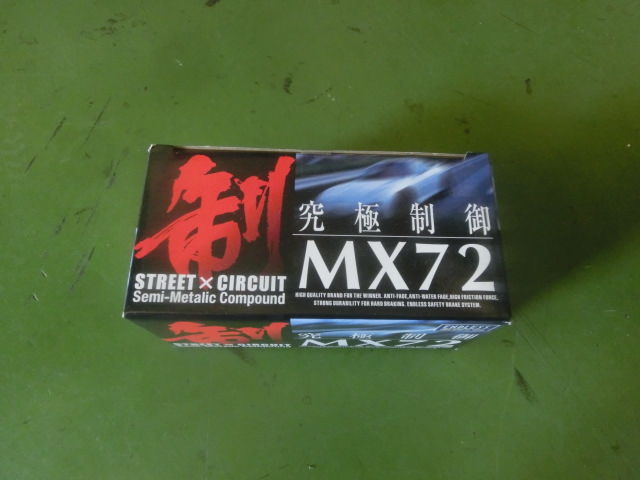 制
究極制御
MX72
STREET × CIRCUIT
Semi-Metalic Compound
HIGH QUALITY BRAND FOR THE WINNER. ANTI-FADE, ANTI-WATER FADE, HIGH FRICTION FORCE,
STRONG DURABILITY FOR HARD BRAKING. ENDLESS SAFETY BRAKE SYSTEM.
制
STREET × CIRCUIT
究極制御
MX72
ENDLESS